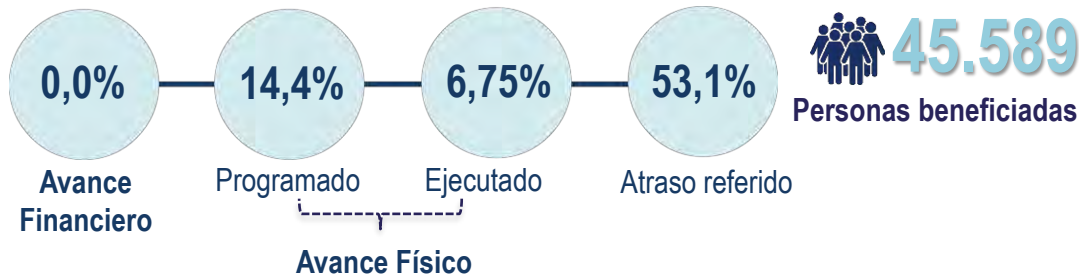 0,0%
14,4%
6,75%
53,1%
45.589
Personas beneficiadas
Avance
Financiero
Programado
Ejecutado
Atraso referido
Avance Físico